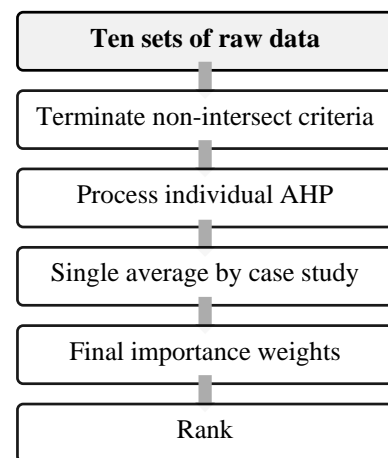 Ten sets of raw data
Terminate non-intersect criteria
Process individual AHP
Single average by case study
Final importance weights
Rank